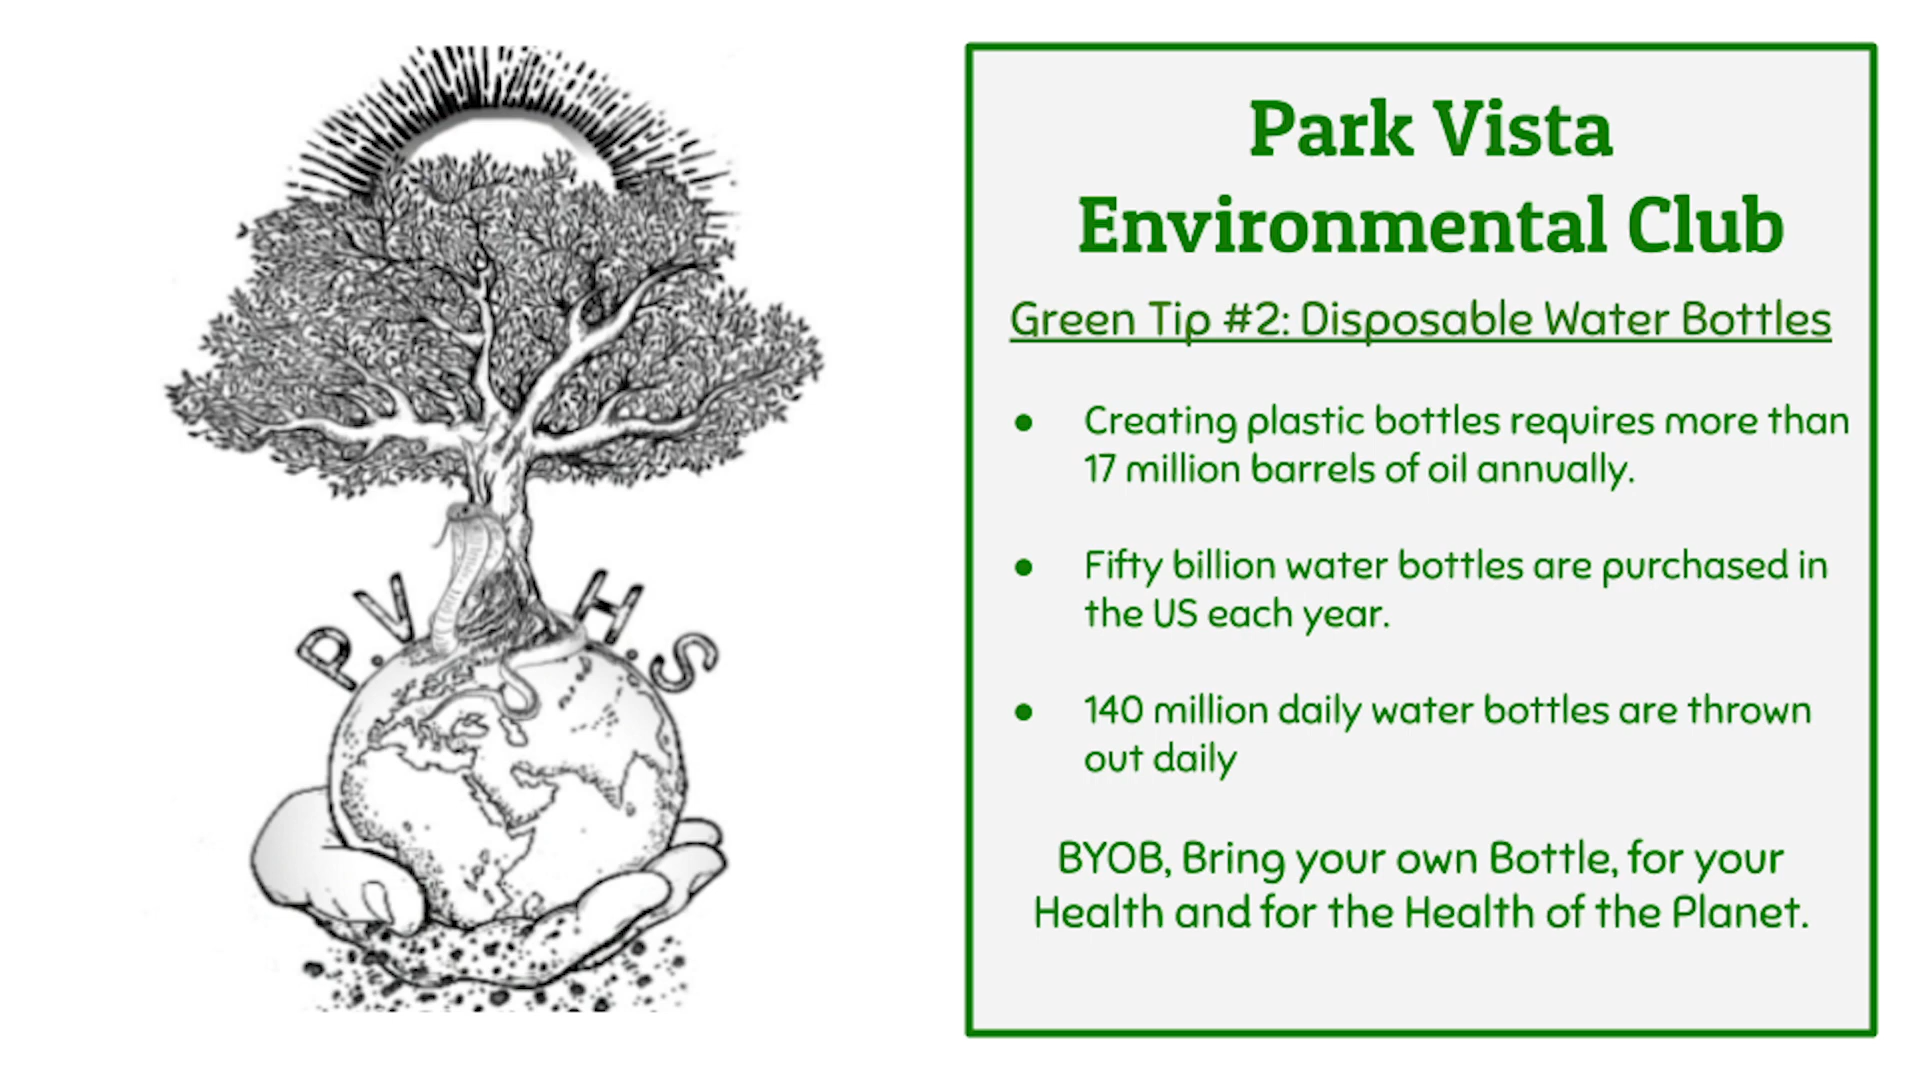 P.V.H.S
Park Vista
Environmental Club
Green Tip #2: Disposable Water Bottles
● Creating plastic bottles requires more than
17 million barrels of oil annually.
● Fifty billion water bottles are purchased in
the US each year.
● 140 million daily water bottles are thrown
out daily
BYOB, Bring your own Bottle, for your
Health and for the Health of the Planet.